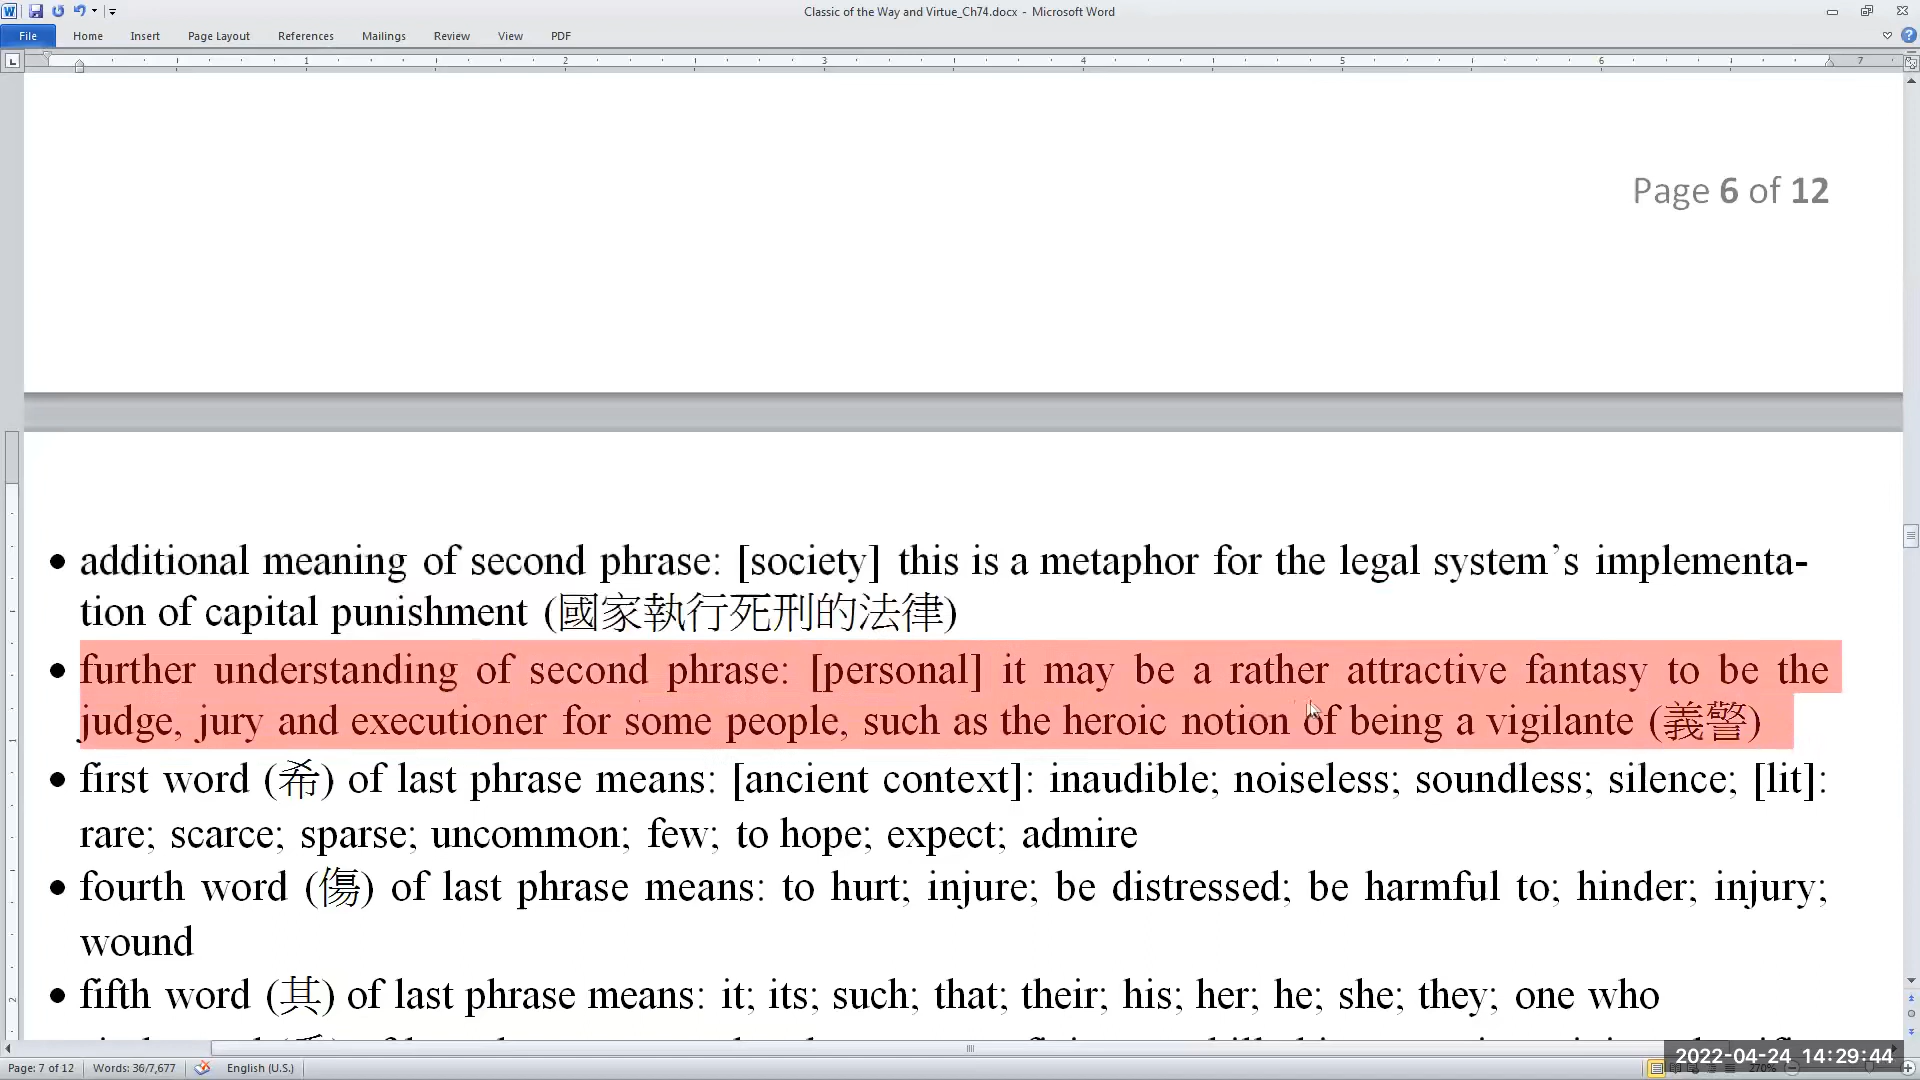 Classic of the Way and Virtue_Ch74.docx - Microsoft Word
File Home Insert Page Layout References Mailings Review View PDF
1 2 3 4 5 6 7
Page 6 of 12
• additional meaning of second phrase: [society] this is a metaphor for the legal system’s implementa-
tion of capital punishment (國家執行死刑的法律)
• further understanding of second phrase: [personal] it may be a rather attractive fantasy to be the
judge, jury and executioner for some people, such as the heroic notion of being a vigilante (義警)
• first word (希) of last phrase means: [ancient context]: inaudible; noiseless; soundless; silence; [lit]:
rare; scarce; sparse; uncommon; few; to hope; expect; admire
• fourth word (傷) of last phrase means: to hurt; injure; be distressed; be harmful to; hinder; injury;
wound
• fifth word (其) of last phrase means: it; its; such; that; their; his; her; he; she; they; one who
2022-04-24 14:29:44
Page: 7 of 12 Words: 36/7,677 English (U.S.) 270%